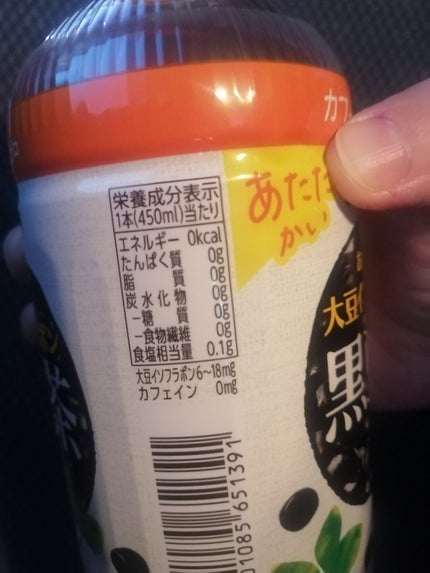 カフ
あたた
かい
栄養成分表示
1本(450ml)当たり
エネルギー 0kcal
たんぱく質 0g
脂質 0g
炭水化物 0g
-糖質 0g
-食物繊維 0g
食塩相当量 0.1g
大豆イソフラボン6~18mg
カフェイン 0mg
大豆
黒
茶
01085 651391